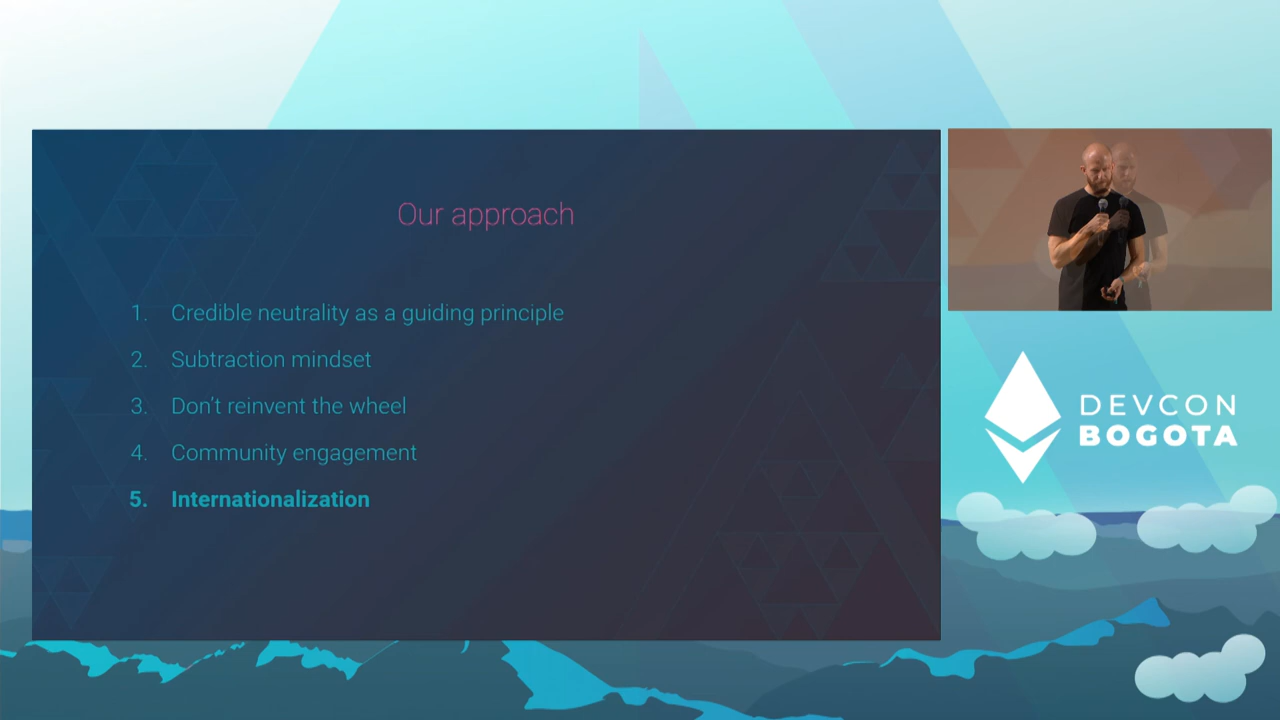 Our approach
1. Credible neutrality as a guiding principle
2. Subtraction mindset
3. Don't reinvent the wheel
4. Community engagement
5. Internationalization
DEVCON
BOGOTA